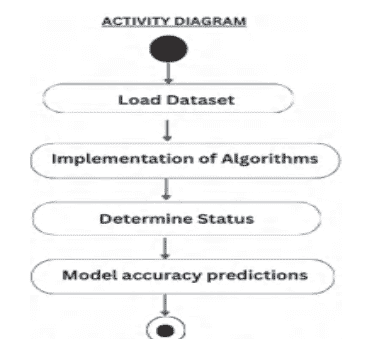 ACTIVITY DIAGRAM
Load Dataset
Implementation of Algorithms
Determine Status
Model accuracy predictions